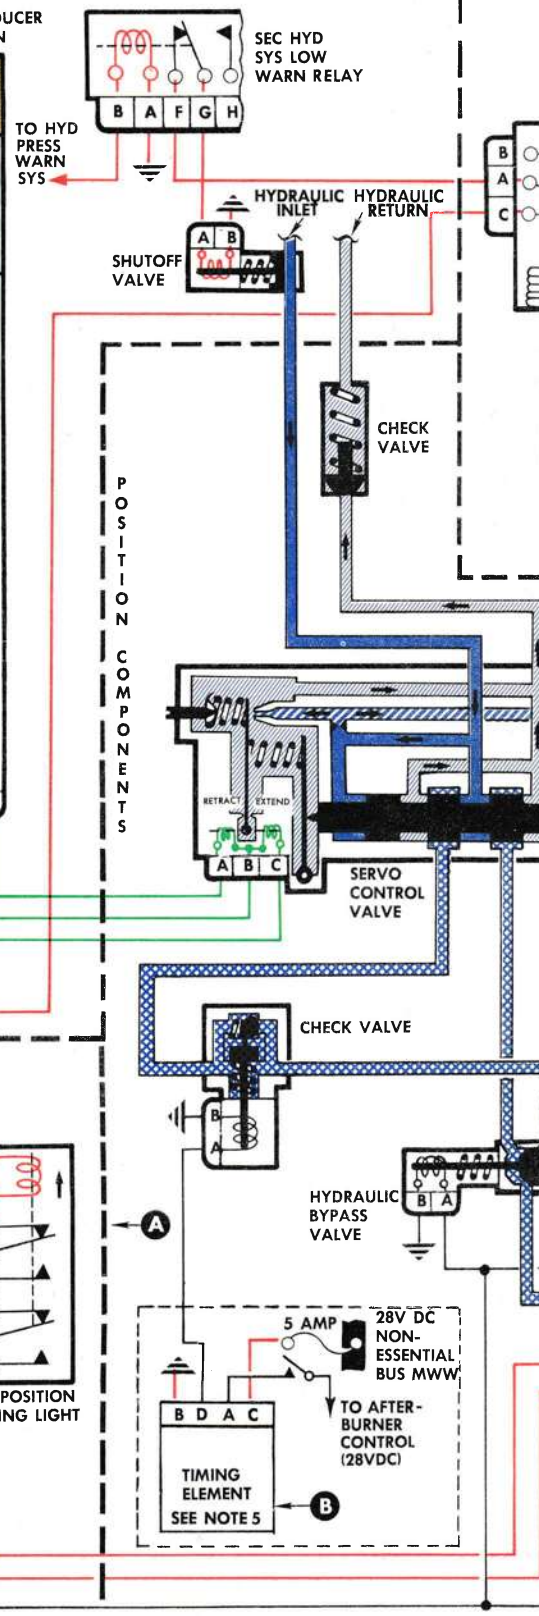 DUCER
N
SEC HYD
SYS LOW
WARN RELAY
B A F G H
TO HYD
PRESS
WARN
SYS
B
A
C
HYDRAULIC
INLET
HYDRAULIC
RETURN
A B
SHUTOFF
VALVE
CHECK
VALVE
POSITION COMPONENTS
RETRACT EXTEND
A B C
SERVO
CONTROL
VALVE
CHECK VALVE
B
A
HYDRAULIC
BYPASS
VALVE
B A
A
5 AMP
28V DC
NON-
ESSENTIAL
BUS MWW
POSITION
ING LIGHT
B D A C
TO AFTER-
BURNER
CONTROL
(28VDC)
TIMING
ELEMENT
SEE NOTE 5
B